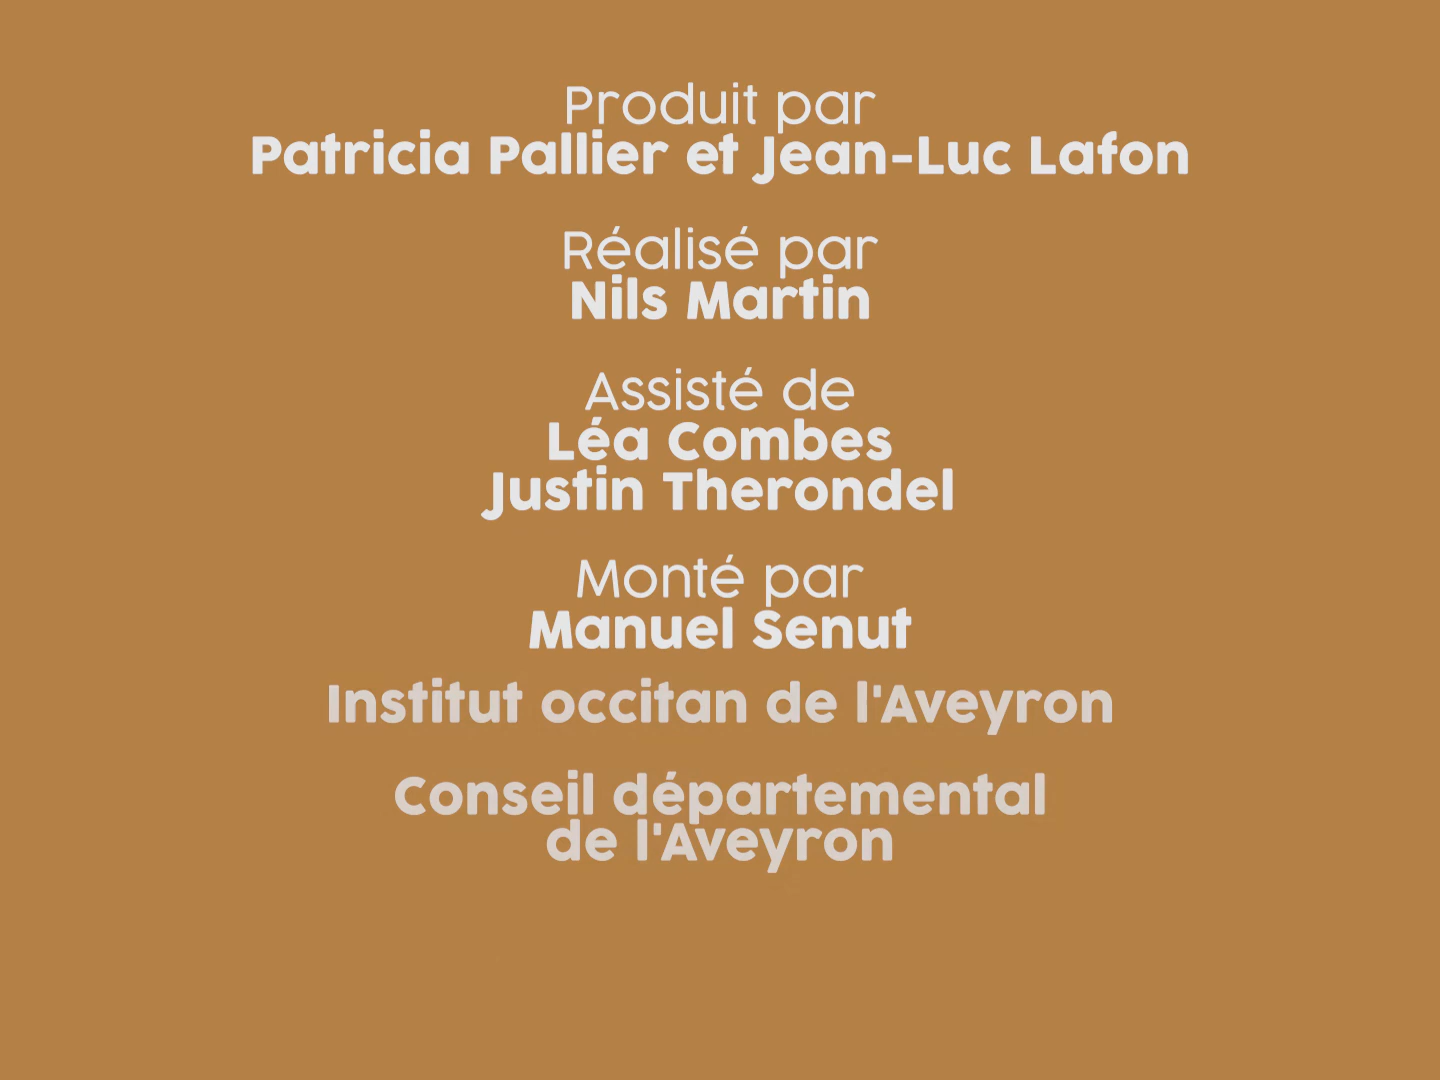 Produit par
Patricia Pallier et Jean-Luc Lafon
Réalisé par
Nils Martin
Assisté de
Léa Combes
Justin Therondel
Monté par
Manuel Senut
Institut occitan de l'Aveyron
Conseil départemental
de l'Aveyron